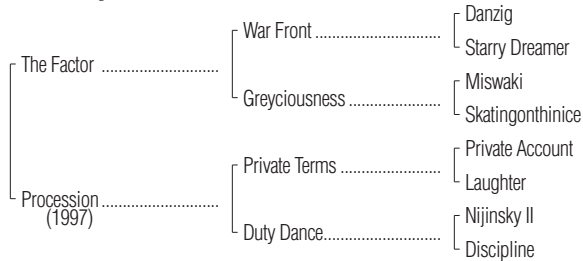 Danzig
War Front
Starry Dreamer
The Factor
Miswaki
Greyciousness
Skatingonthinice
Private Account
Private Terms
Laughter
Procession
(1997)
Nijinsky II
Duty Dance
Discipline